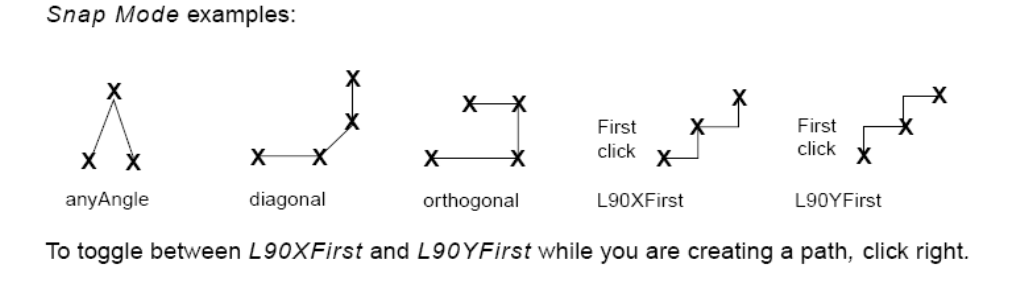 Snap Mode examples:
X X X X X X
X X X
First
click X
First
click X
X X X X
anyAngle diagonal orthogonal L90XFirst L90YFirst
To toggle between L90XFirst and L90YFirst while you are creating a path, click right.